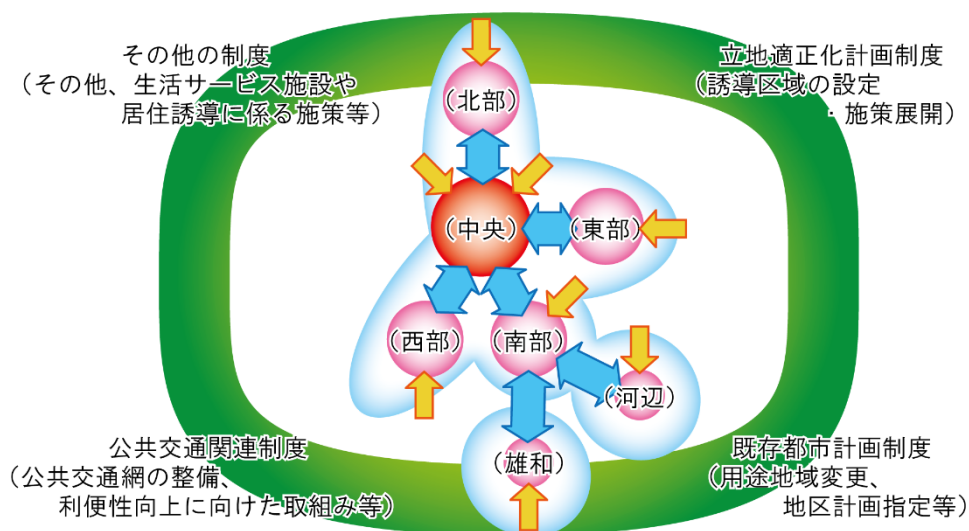 その他の制度
（その他、生活サービス施設や
居住誘導に係る施策等）
立地適正化計画制度
（誘導区域の設定
・施策展開）
（北部）
（中央）
（東部）
（西部）
（南部）
（河辺）
（雄和）
公共交通関連制度
（公共交通網の整備、
利便性向上に向けた取組み等）
既存都市計画制度
（用途地域変更、
地区計画指定等）